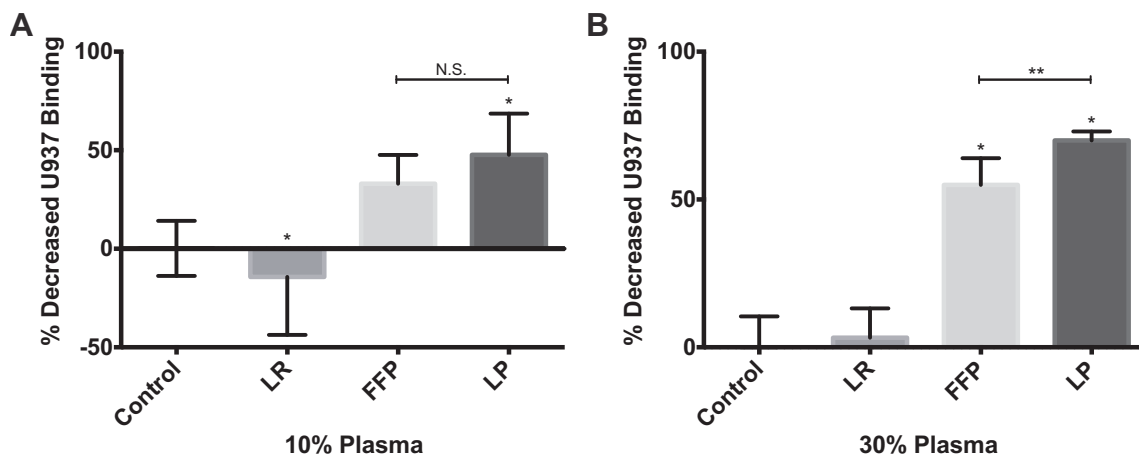 A
% Decreased U937 Binding
100
50
0
-50
N.S.
*
*
Control
LR
FFP
LP
10% Plasma
B
% Decreased U937 Binding
100
50
0
**
*
*
Control
LR
FFP
LP
30% Plasma